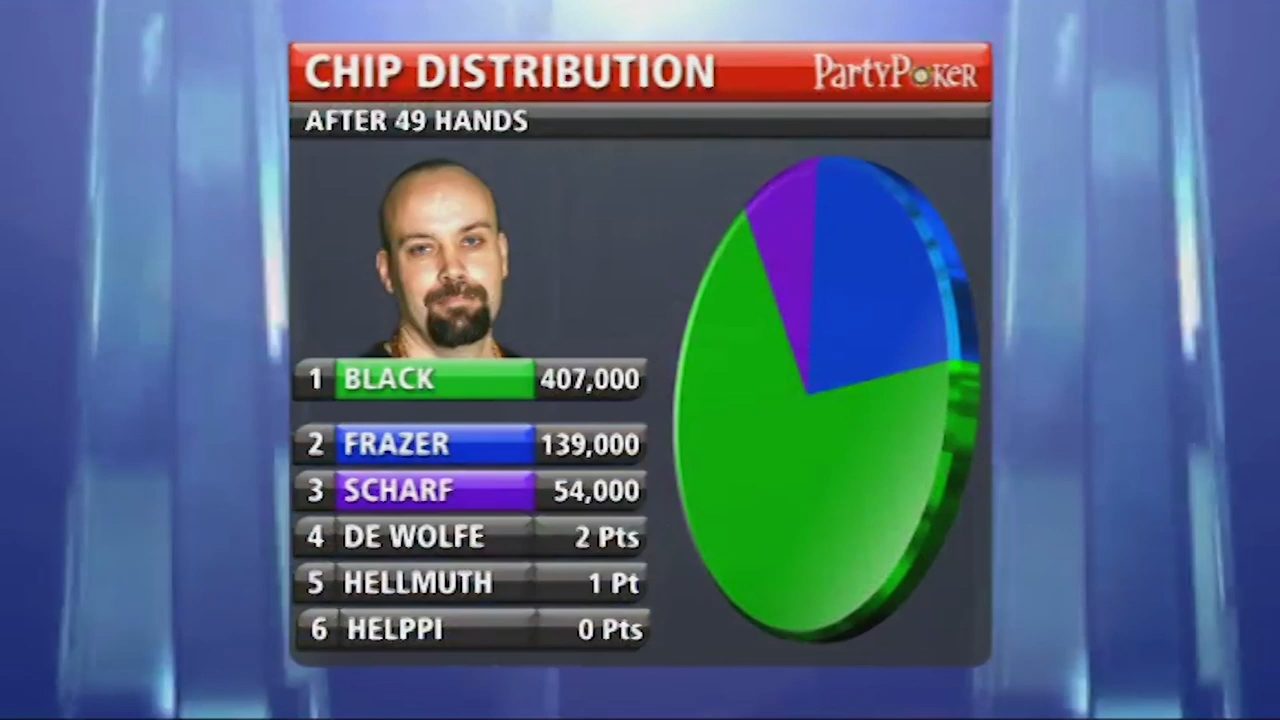 CHIP DISTRIBUTION PARTYPOKER
AFTER 49 HANDS
1 BLACK 407,000
2 FRAZER 139,000
3 SCHARF 54,000
4 DE WOLFE 2 Pts
5 HELLMUTH 1 Pt
6 HELPPI 0 Pts